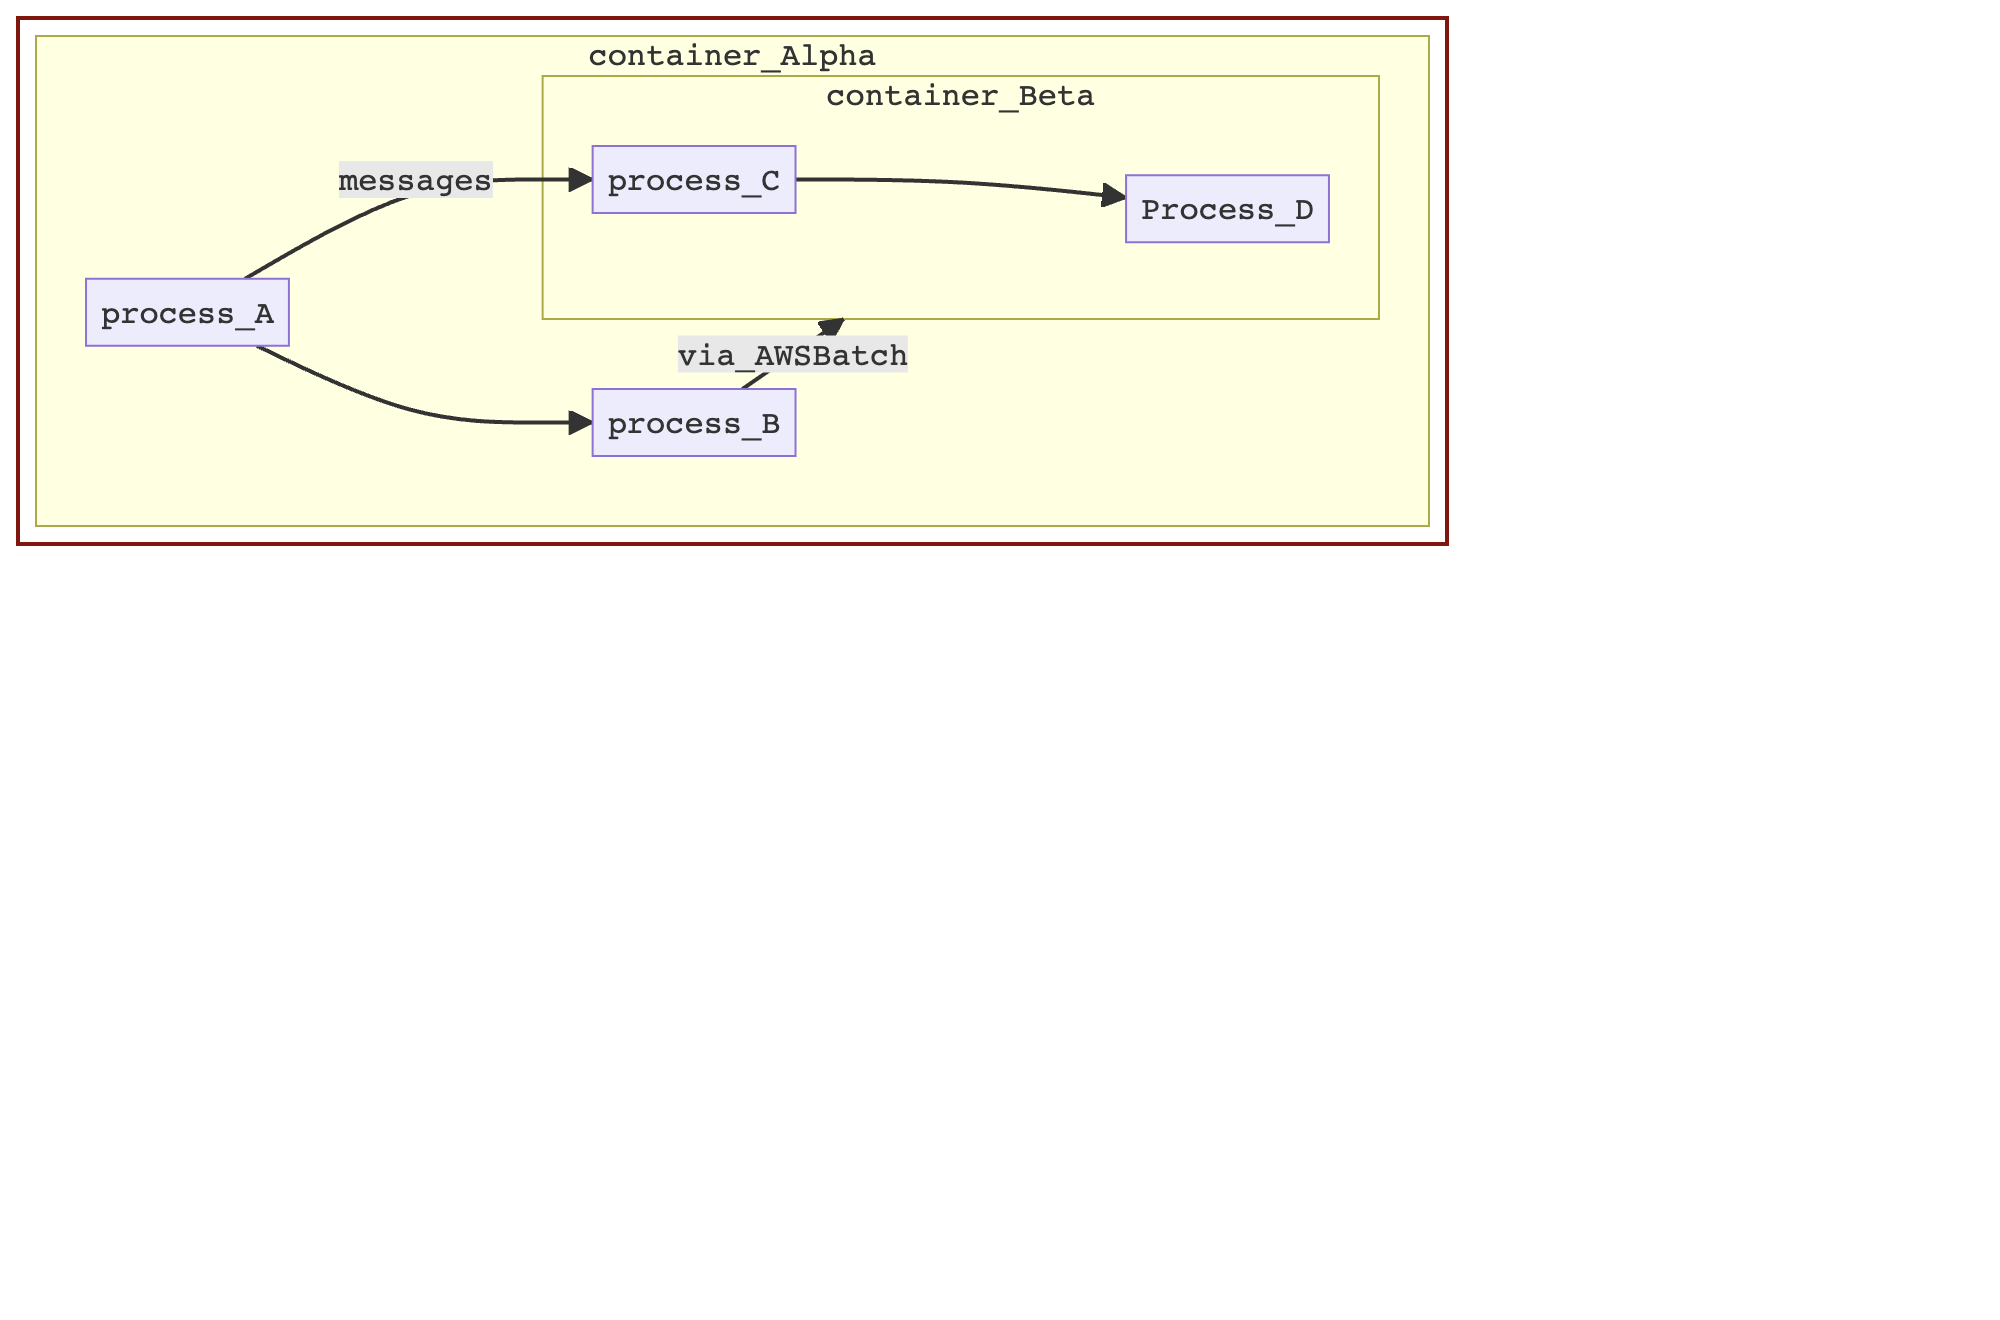 container_Alpha
container_Beta
messages
process_C
Process_D
process_A
via_AWSBatch
process_B